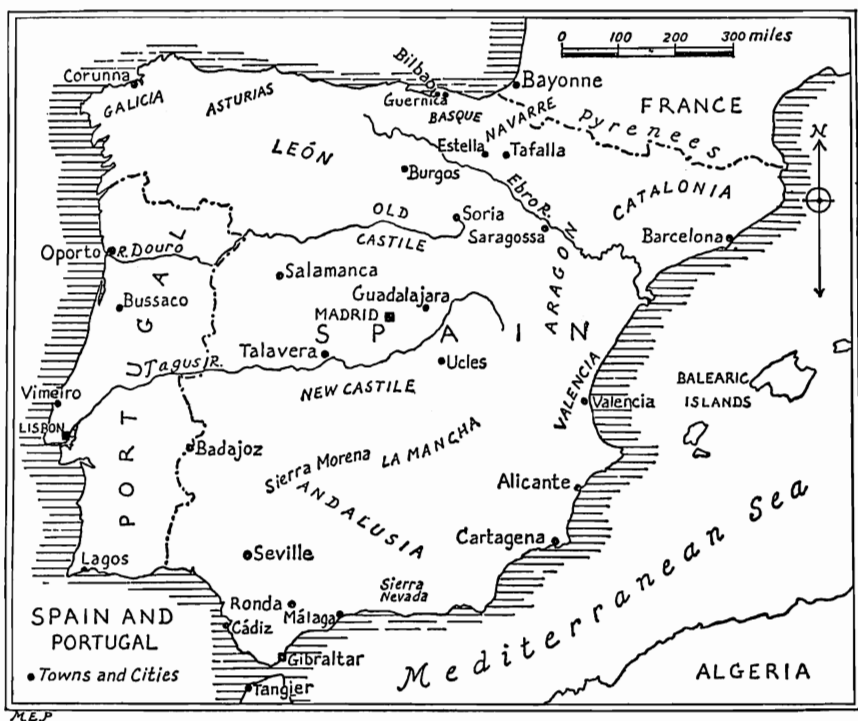 0 100 200 300 miles
Corunna
GALICIA
ASTURIAS
Bilbao
Guernica
BASQUE
NAVARRE
Bayonne
FRANCE
Pyrenees
N
LEÓN
Estella
Tafalla
Burgos
Ebro R.
CATALONIA
OLD
CASTILE
Soria
Saragossa
Barcelona
ARAGON
Oporto
R. Douro
Salamanca
Bussaco
Guadalajara
MADRID
SPAIN
Talavera
Ucles
Tagus R.
PORTUGAL
Vimeiro
LISBON
NEW CASTILE
VALENCIA
Valencia
BALEARIC
ISLANDS
Badajoz
Sierra Morena
LA MANCHA
ANDALUSIA
Alicante
Cartagena
Seville
Lagos
Sierra
Nevada
Ronda
Málaga
Cádiz
Gibraltar
Tangier
Mediterranean Sea
ALGERIA
SPAIN AND
PORTUGAL
Towns and Cities
M.E.P